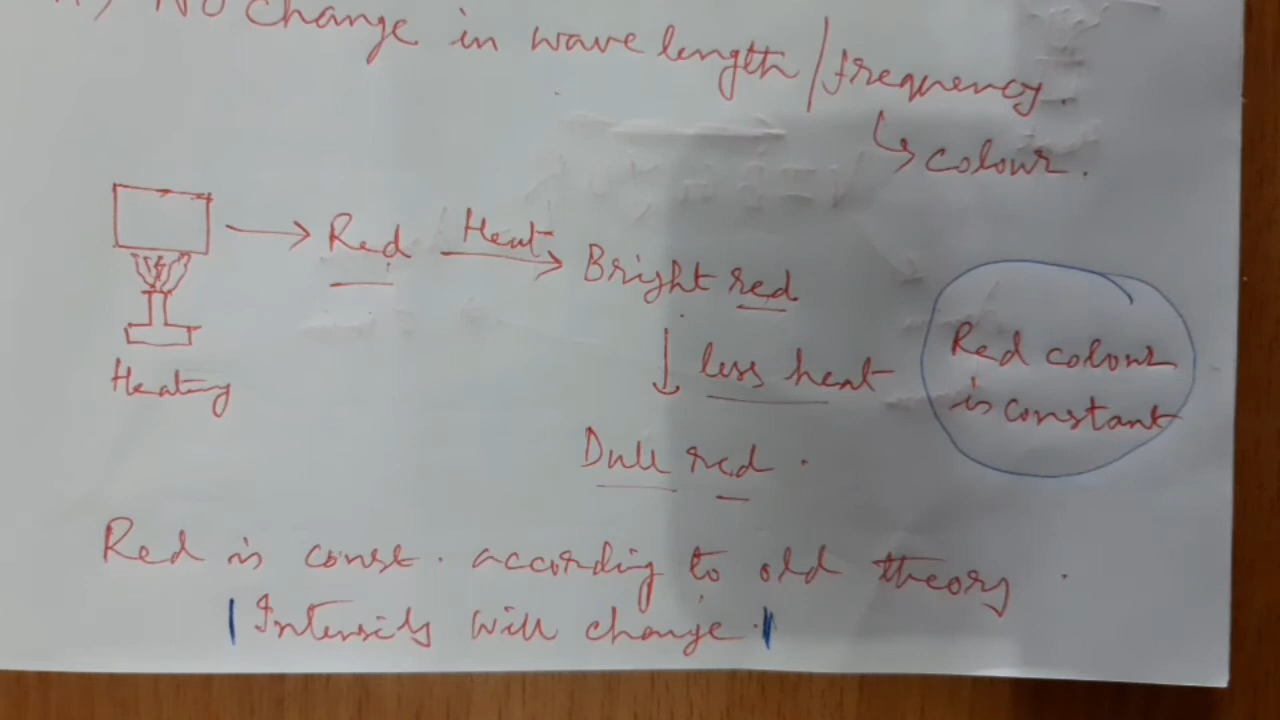 No change in wave length / frequency.
↳ colour.
→ Red Heat → Bright red
Heating
↓ less heat
Red colour
is constant
Dull red.
Red is const. according to old theory.
Intensity will change.